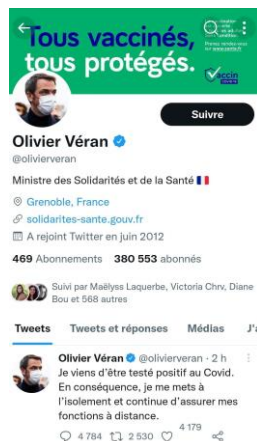 Tous vaccinés,
tous protégés.
Vaccin
Suivre
Olivier Véran
@olivierveran
Ministre des Solidarités et de la Santé 🇫🇷
Grenoble, France
solidarites-sante.gouv.fr
A rejoint Twitter en juin 2012
469 Abonnements 380 553 abonnés
Suivi par Maëlyss Laquerbe, Victoria Chrv, Diane
Bou et 568 autres
Tweets Tweets et réponses Médias J'a
Olivier Véran @olivierveran · 2 h
Je viens d'être testé positif au Covid.
En conséquence, je me mets à
l'isolement et continue d'assurer mes
fonctions à distance.
4 784 2 530 4 179